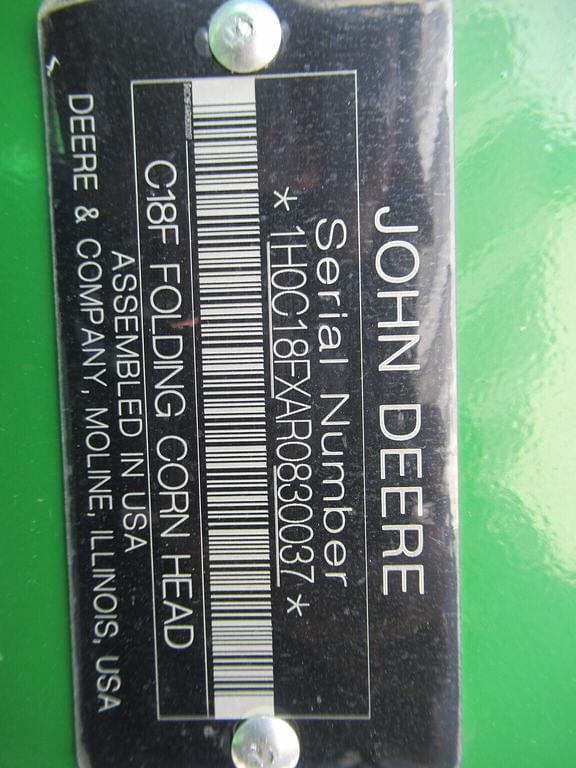 JOHN DEERE
Serial Number
*1H0C18FXAR0830037*
C18F FOLDING CORN HEAD
ASSEMBLED IN USA
DEERE & COMPANY, MOLINE, ILLINOIS, USA